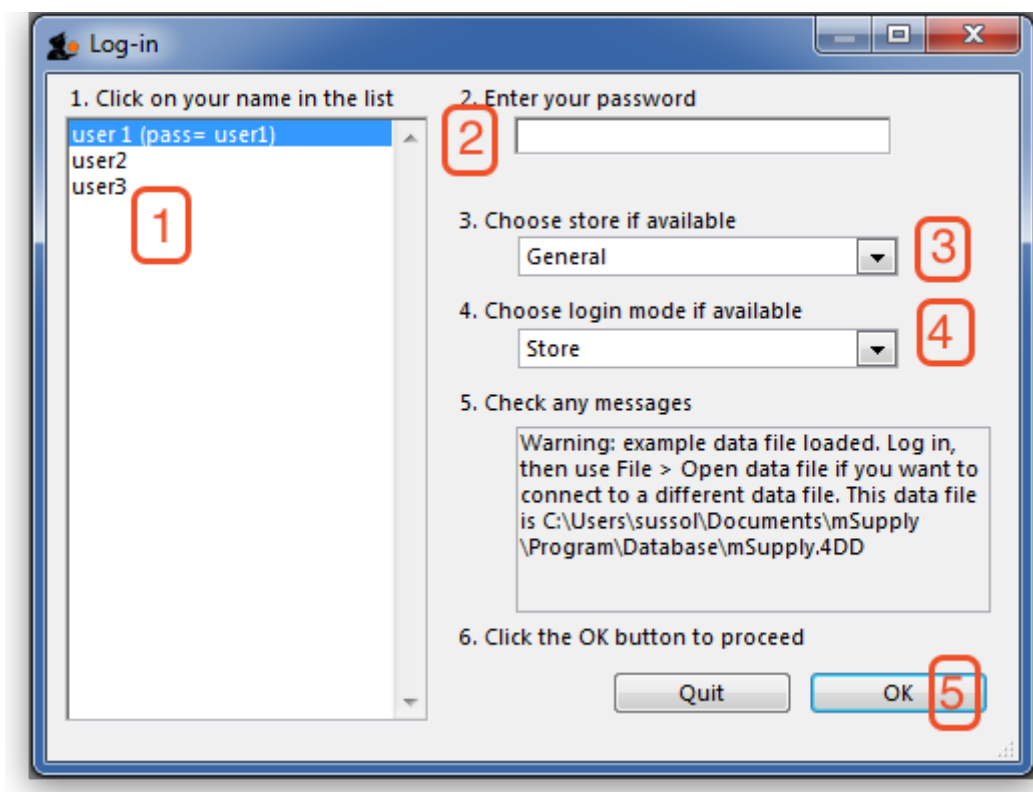 Log-in
1. Click on your name in the list
user 1 (pass= user1)
user2
user3
1
2. Enter your password
2
3. Choose store if available
General
3
4. Choose login mode if available
Store
4
5. Check any messages
Warning: example data file loaded. Log in,
then use File > Open data file if you want to
connect to a different data file. This data file
is C:\Users\sussol\Documents\mSupply
\Program\Database\mSupply.4DD
6. Click the OK button to proceed
Quit
OK
5